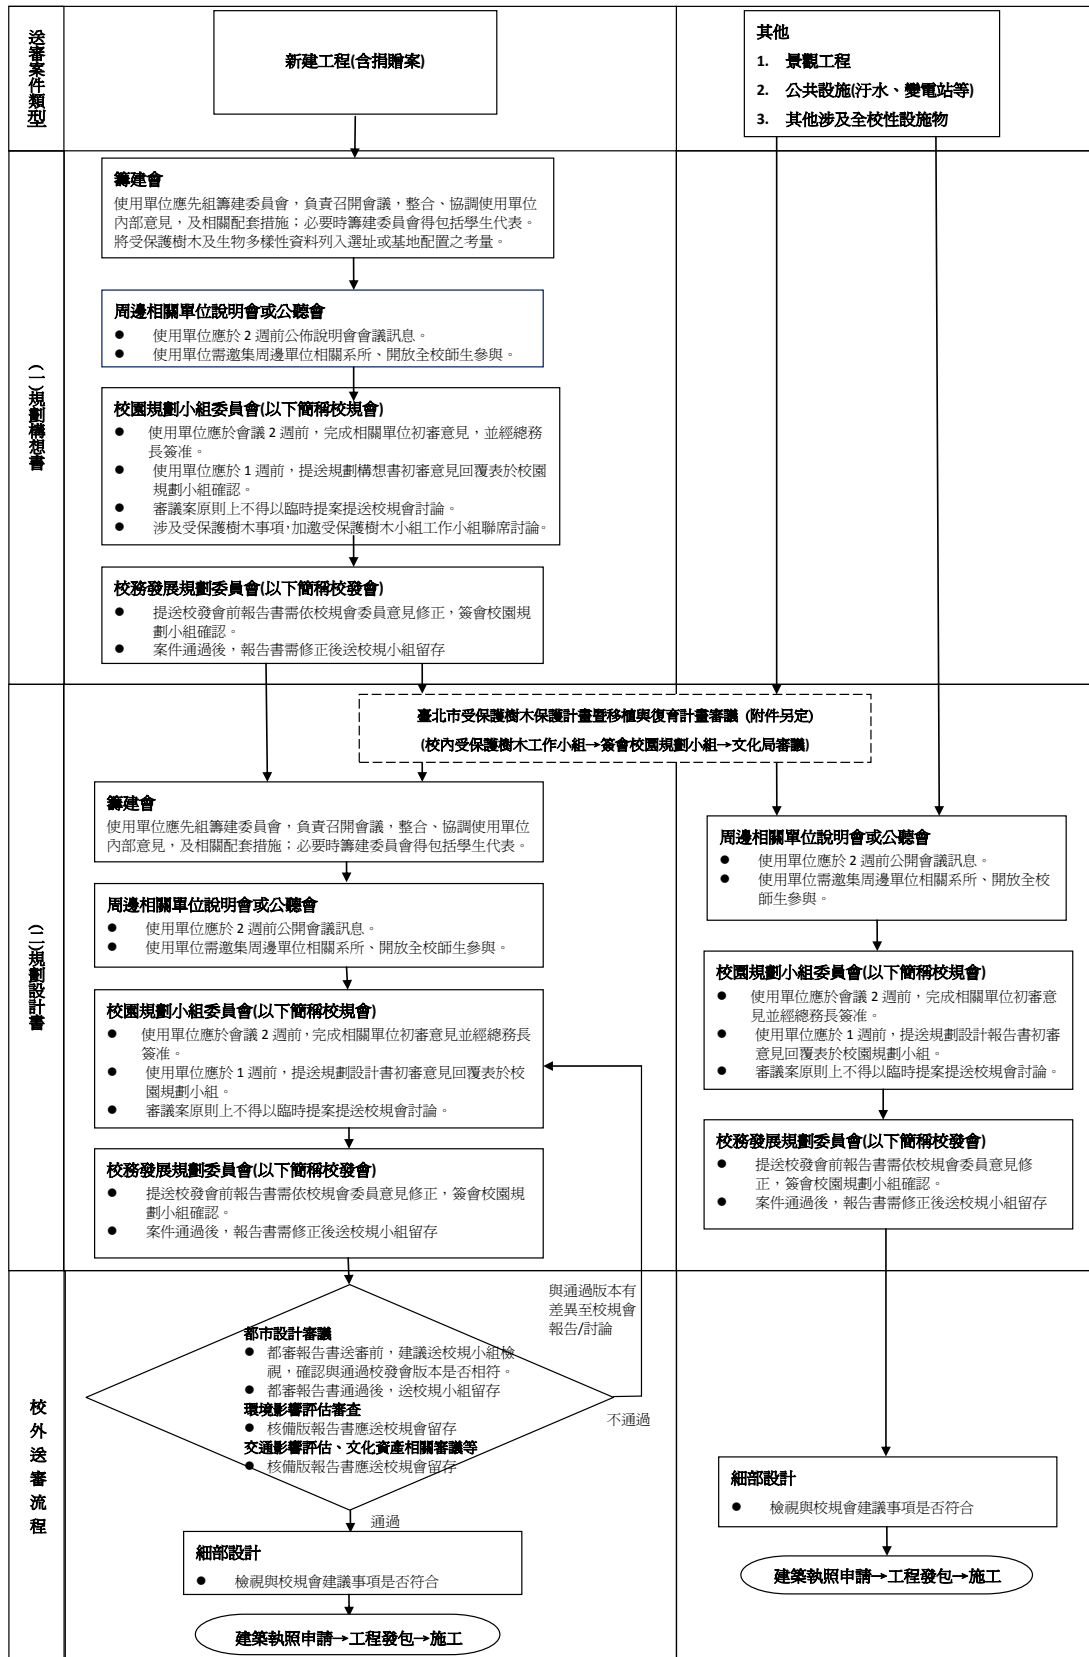 送審案件類型
新建工程(含捐贈案)
其他
1. 景觀工程
2. 公共設施(汙水、變電站等)
3. 其他涉及全校性設施物
(一)規劃構想書
籌建會
使用單位應先組籌建委員會，負責召開會議，整合、協調使用單位
內部意見，及相關配套措施；必要時籌建委員會得包括學生代表。
將受保護樹木及生物多樣性資料列入選址或基地配置之考量。
周邊相關單位說明會或公聽會
● 使用單位應於 2 週前公佈說明會會議訊息。
● 使用單位需邀集周邊單位相關系所、開放全校師生參與。
校園規劃小組委員會(以下簡稱校規會)
● 使用單位應於會議 2 週前，完成相關單位初審意見，並經總務
長簽准。
● 使用單位應於 1 週前，提送規劃構想書初審意見回覆表於校園
規劃小組確認。
● 審議案原則上不得以臨時提案提送校規會討論。
● 涉及受保護樹木事項，加邀受保護樹木小組工作小組聯席討論。
校務發展規劃委員會(以下簡稱校發會)
● 提送校發會前報告書需依校規會委員意見修正，簽會校園規
劃小組確認。
● 案件通過後，報告書需修正後送校規小組留存
臺北市受保護樹木保護計畫暨移植與復育計畫審議 (附件另定)
(校內受保護樹木工作小組→簽會校園規劃小組→文化局審議)
(二)規劃設計書
籌建會
使用單位應先組籌建委員會，負責召開會議，整合、協調使用單位
內部意見，及相關配套措施；必要時籌建委員會得包括學生代表。
周邊相關單位說明會或公聽會
● 使用單位應於 2 週前公開會議訊息。
● 使用單位需邀集周邊單位相關系所、開放全校師生參與。
校園規劃小組委員會(以下簡稱校規會)
● 使用單位應於會議 2 週前，完成相關單位初審意見並經總務長
簽准。
● 使用單位應於 1 週前，提送規劃設計書初審意見回覆表於校
園規劃小組。
● 審議案原則上不得以臨時提案提送校規會討論。
校務發展規劃委員會(以下簡稱校發會)
● 提送校發會前報告書需依校規會委員意見修正，簽會校園規
劃小組確認。
● 案件通過後，報告書需修正後送校規小組留存
周邊相關單位說明會或公聽會
● 使用單位應於 2 週前公開會議訊息。
● 使用單位需邀集周邊單位相關系所、開放全校
師生參與。
校園規劃小組委員會(以下簡稱校規會)
● 使用單位應於會議 2 週前，完成相關單位初審意
見並經總務長簽准。
● 使用單位應於 1 週前，提送規劃設計報告書初審
意見回覆表於校園規劃小組。
● 審議案原則上不得以臨時提案提送校規會討論。
校務發展規劃委員會(以下簡稱校發會)
● 提送校發會前報告書需依校規會委員意見修
正，簽會校園規劃小組確認。
● 案件通過後，報告書需修正後送校規小組留存
校外送審流程
都市設計審議
● 都審報告書送審前，建議送校規小組檢
視，確認與通過校發會版本是否相符。
● 都審報告書通過後，送校規小組留存
環境影響評估審查
● 核備版報告書應送校規會留存
交通影響評估、文化資產相關審議等
● 核備版報告書應送校規會留存
與通過版本有
差異至校規會
報告/討論
不通過
通過
細部設計
● 檢視與校規會建議事項是否符合
建築執照申請→工程發包→施工
細部設計
● 檢視與校規會建議事項是否符合
建築執照申請→工程發包→施工